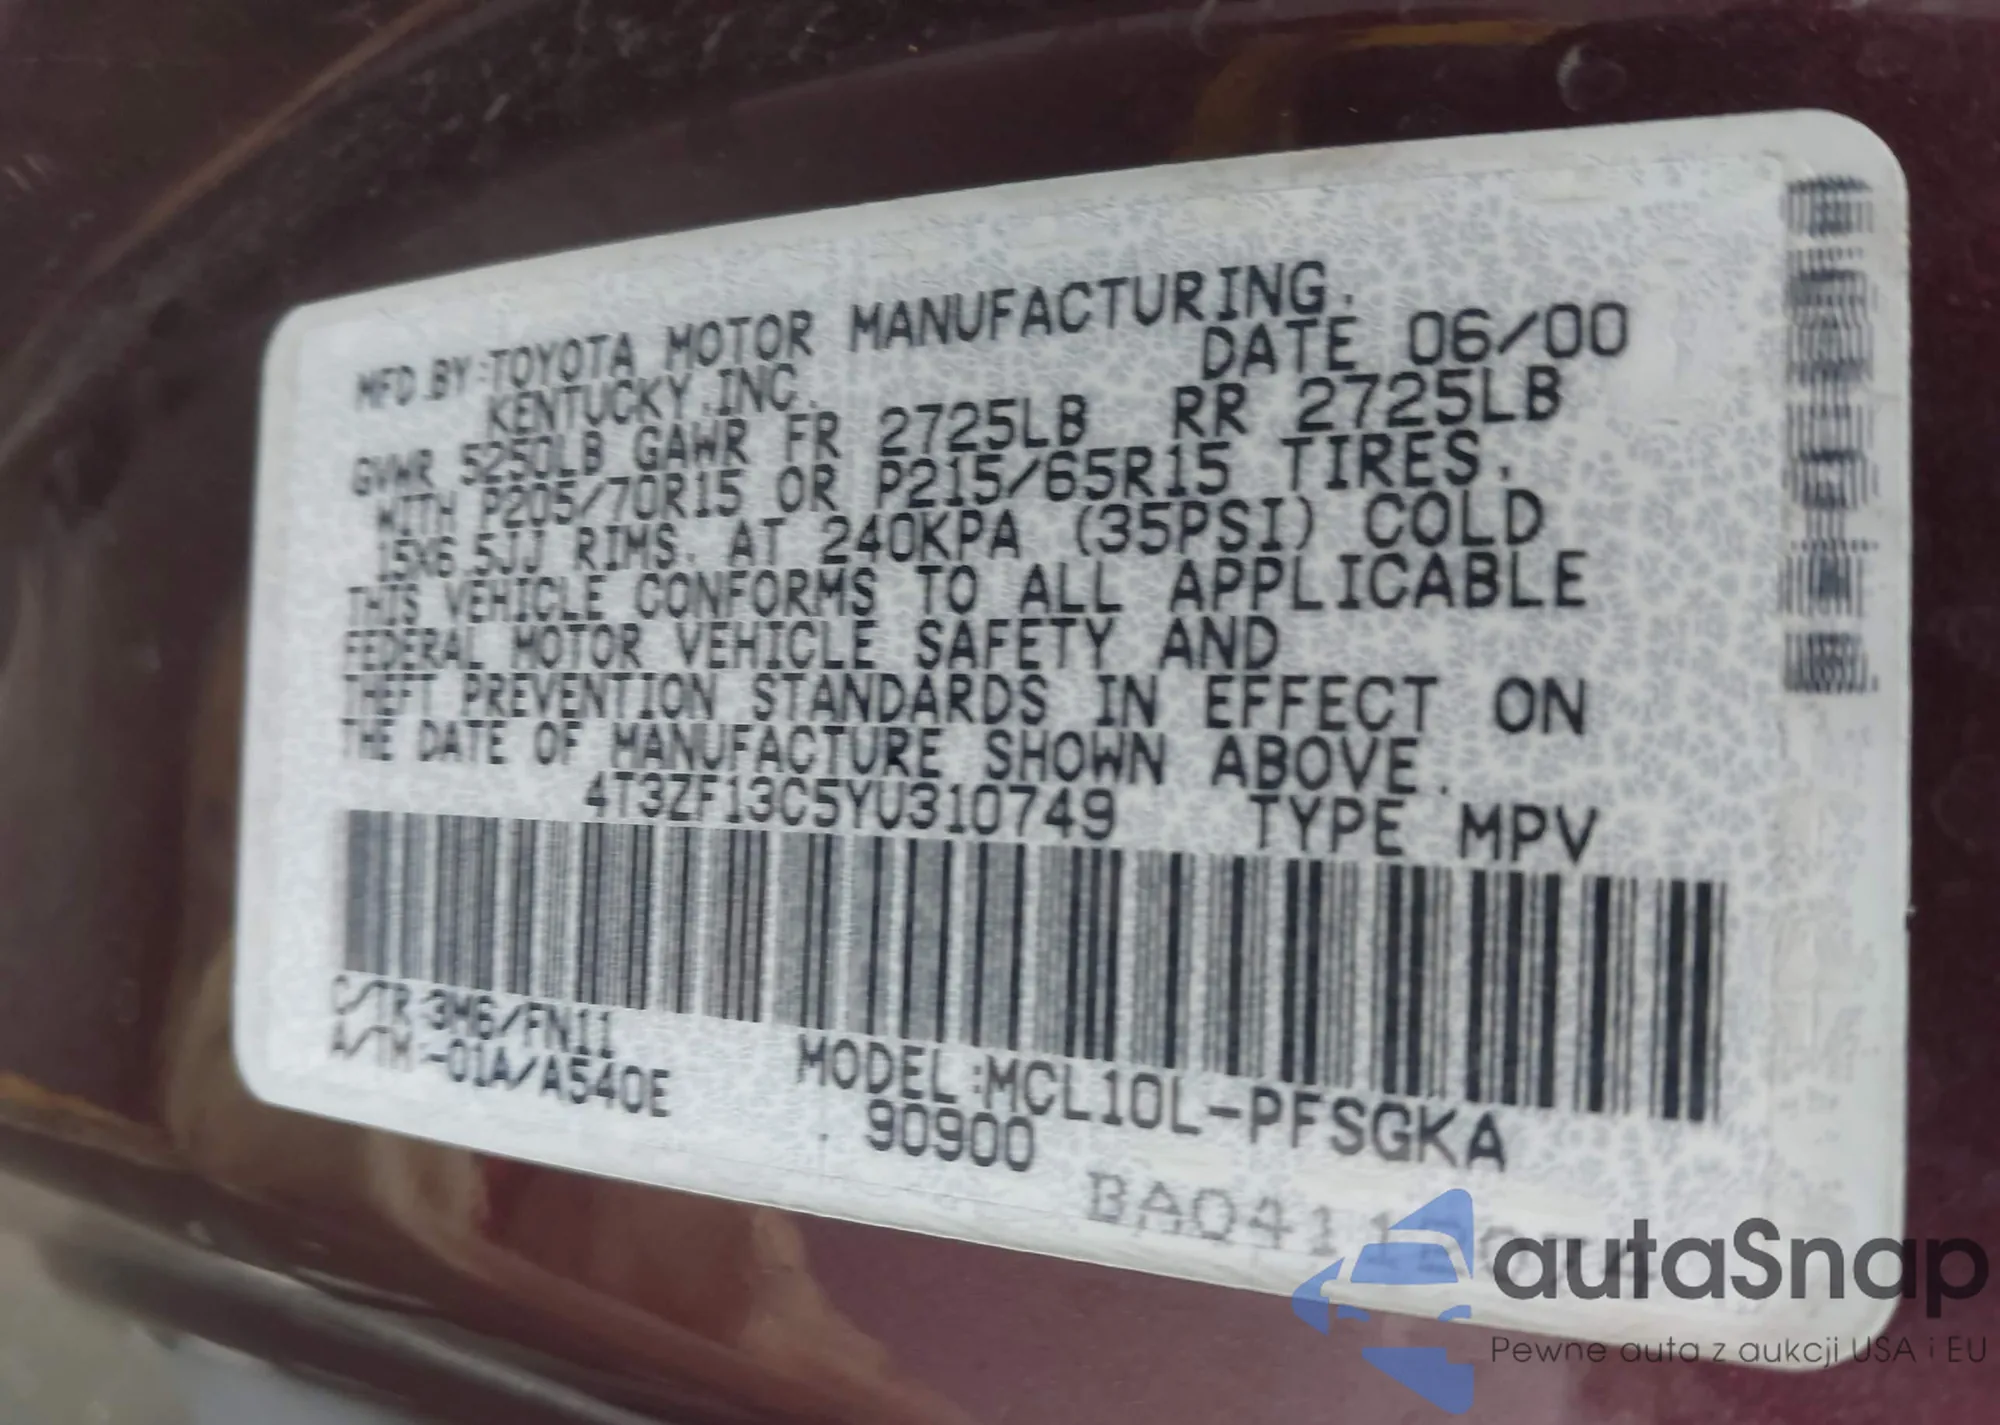 MFD.BY:TOYOTA MOTOR MANUFACTURING.
KENTUCKY,INC.
DATE 06/00
GVWR 5250LB GAWR FR 2725LB RR 2725LB
WITH P205/70R15 OR P215/65R15 TIRES,
15X6.5JJ RIMS, AT 240KPA (35PSI) COLD
THIS VEHICLE CONFORMS TO ALL APPLICABLE
FEDERAL MOTOR VEHICLE SAFETY AND
THEFT PREVENTION STANDARDS IN EFFECT ON
THE DATE OF MANUFACTURE SHOWN ABOVE.
4T3ZF13C5YU310749 TYPE MPV
C/TR:3M6/FN11
A/TM:-01A/A540E
MODEL:MCL10L-PFSGKA
90900
autaSnap
Pewne auta z aukcji USA i EU